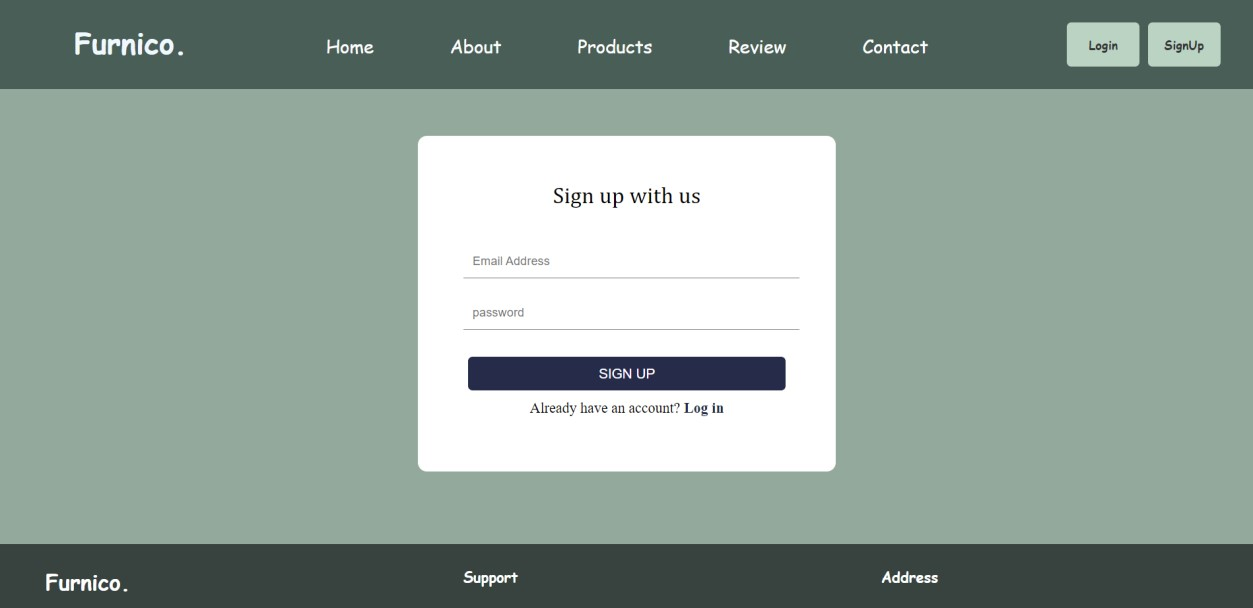 Furnico. Home About Products Review Contact Login SignUp
Sign up with us
Email Address
password
SIGN UP
Already have an account? Log in
Furnico. Support Address